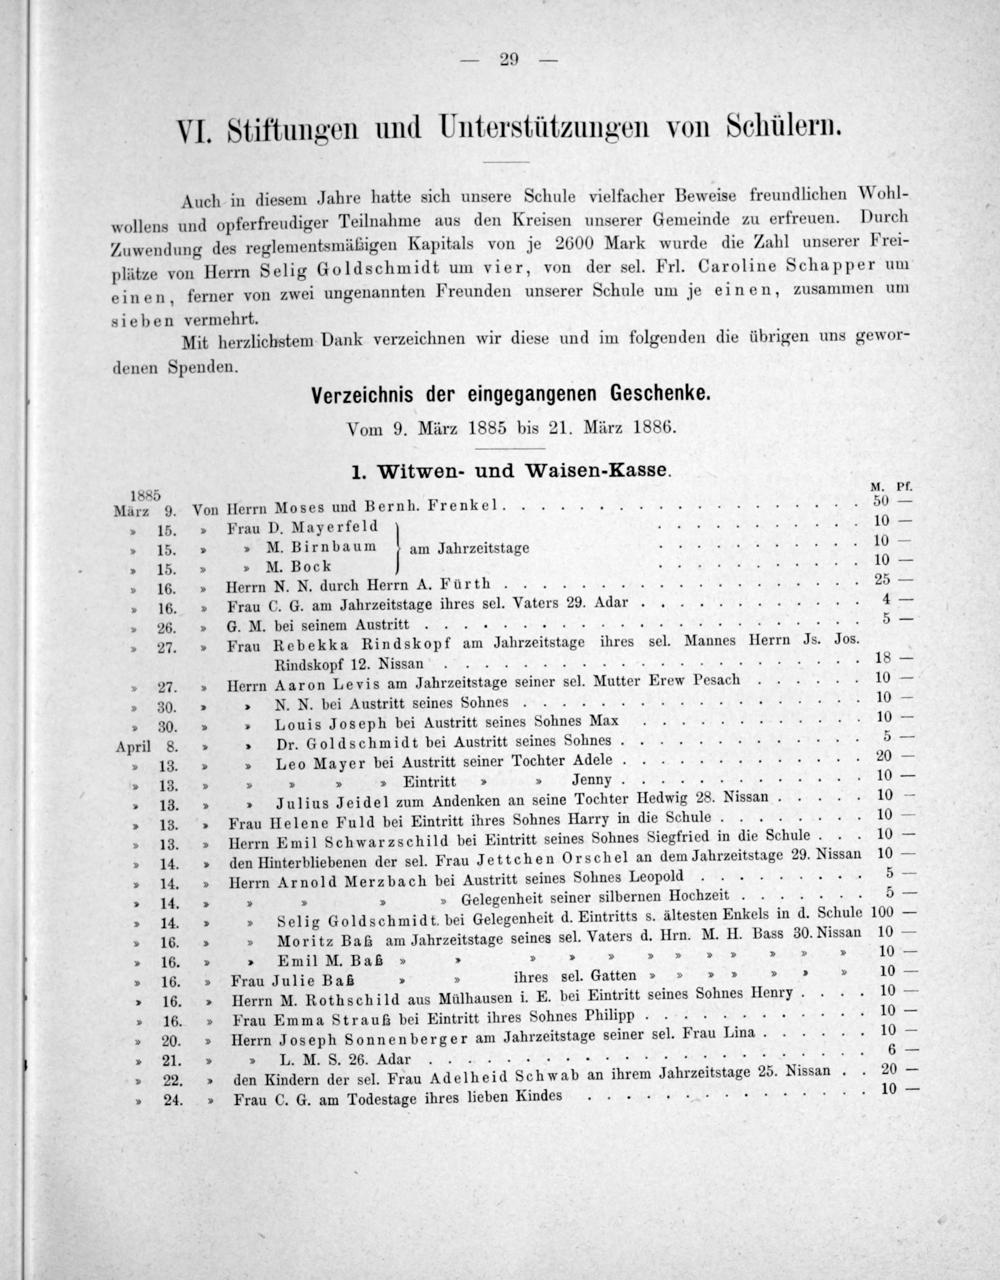 — 29 —
VI. Stiftungen und Unterstützungen von Schülern.
Auch in diesem Jahre hatte sich unsere Schule vielfacher Beweise freundlichen Wohl-
wollens und opferfreudiger Teilnahme aus den Kreisen unserer Gemeinde zu erfreuen. Durch
Zuwendung des reglementsmäßigen Kapitals von je 2600 Mark wurde die Zahl unserer Frei-
plätze von Herrn Selig Goldschmidt um vier, von der sel. Frl. Caroline Schapper um
einen, ferner von zwei ungenannten Freunden unserer Schule um je einen, zusammen um
sieben vermehrt.
Mit herzlichstem Dank verzeichnen wir diese und im folgenden die übrigen uns gewor-
denen Spenden.
Verzeichnis der eingegangenen Geschenke.
Vom 9. März 1885 bis 21. März 1886.
1. Witwen- und Waisen-Kasse.
1885 M. Pf.
März 9. Von Herrn Moses und Bernh. Frenkel . . . . . . . . . . . . . . . . . . . 50 —
» 15. » Frau D. Mayerfeld . . . . . . . . . . 10 —
» 15. » » M. Birnbaum } am Jahrzeitstage . . . . . . . . . . 10 —
» 15. » » M. Bock . . . . . . . . . . 10 —
» 16. » Herrn N. N. durch Herrn A. Fürth . . . . . . . . . . . . . . . . . . 25 —
» 16. » Frau C. G. am Jahrzeitstage ihres sel. Vaters 29. Adar . . . . . . . . . . . . 4 —
» 26. » G. M. bei seinem Austritt . . . . . . . . . . . . . . . . . . . . . . 5 —
» 27. » Frau Rebekka Rindskopf am Jahrzeitstage ihres sel. Mannes Herrn Js. Jos.
Rindskopf 12. Nissan . . . . . . . . . . . . . . . . . . . . . 18 —
» 27. » Herrn Aaron Levis am Jahrzeitstage seiner sel. Mutter Erew Pesach . . . . . . 10 —
» 30. » » N. N. bei Austritt seines Sohnes . . . . . . . . . . . . . . . . . 10 —
» 30. » » Louis Joseph bei Austritt seines Sohnes Max . . . . . . . . . . . . 10 —
April 8. » » Dr. Goldschmidt bei Austritt seines Sohnes . . . . . . . . . . . . . 5 —
» 13. » » Leo Mayer bei Austritt seiner Tochter Adele . . . . . . . . . . . . . 20 —
» 13. » » » » » Eintritt » » Jenny . . . . . . . . . . . . . 10 —
» 13. » » Julius Jeidel zum Andenken an seine Tochter Hedwig 28. Nissan . . . . . 10 —
» 13. » Frau Helene Fuld bei Eintritt ihres Sohnes Harry in die Schule . . . . . . . . 10 —
» 13. » Herrn Emil Schwarzschild bei Eintritt seines Sohnes Siegfried in die Schule . . . 10 —
» 14. » den Hinterbliebenen der sel. Frau Jettchen Orschel an dem Jahrzeitstage 29. Nissan 10 —
» 14. » Herrn Arnold Merzbach bei Austritt seines Sohnes Leopold . . . . . . . . . 5 —
» 14. » » » » » Gelegenheit seiner silbernen Hochzeit . . . . . . . 5 —
» 14. » » Selig Goldschmidt. bei Gelegenheit d. Eintritts s. ältesten Enkels in d. Schule 100 —
» 16. » » Moritz Baß am Jahrzeitstage seines sel. Vaters d. Hrn. M. H. Bass 30. Nissan 10 —
» 16. » » Emil M. Baß » » » » » » » » » » » 10 —
» 16. » Frau Julie Baß » » ihres sel. Gatten » » » » » » » 10 —
» 16. » Herrn M. Rothschild aus Mülhausen i. E. bei Eintritt seines Sohnes Henry . . . . 10 —
» 16. » Frau Emma Strauß bei Eintritt ihres Sohnes Philipp . . . . . . . . . . . . 10 —
» 20. » Herrn Joseph Sonnenberger am Jahrzeitstage seiner sel. Frau Lina . . . . . . 10 —
» 21. » » L. M. S. 26. Adar . . . . . . . . . . . . . . . . . . . . . . 6 —
» 22. » den Kindern der sel. Frau Adelheid Schwab an ihrem Jahrzeitstage 25. Nissan . . 20 —
» 24. » Frau C. G. am Todestage ihres lieben Kindes . . . . . . . . . . . . . . 10 —